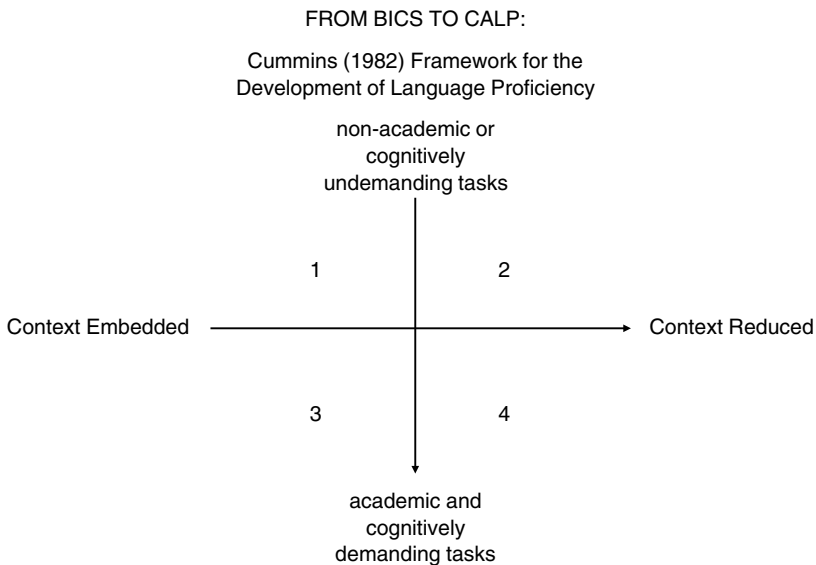 FROM BICS TO CALP:
Cummins (1982) Framework for the
Development of Language Proficiency
non-academic or
cognitively
undemanding tasks
1
2
Context Embedded
Context Reduced
3
4
academic and
cognitively
demanding tasks